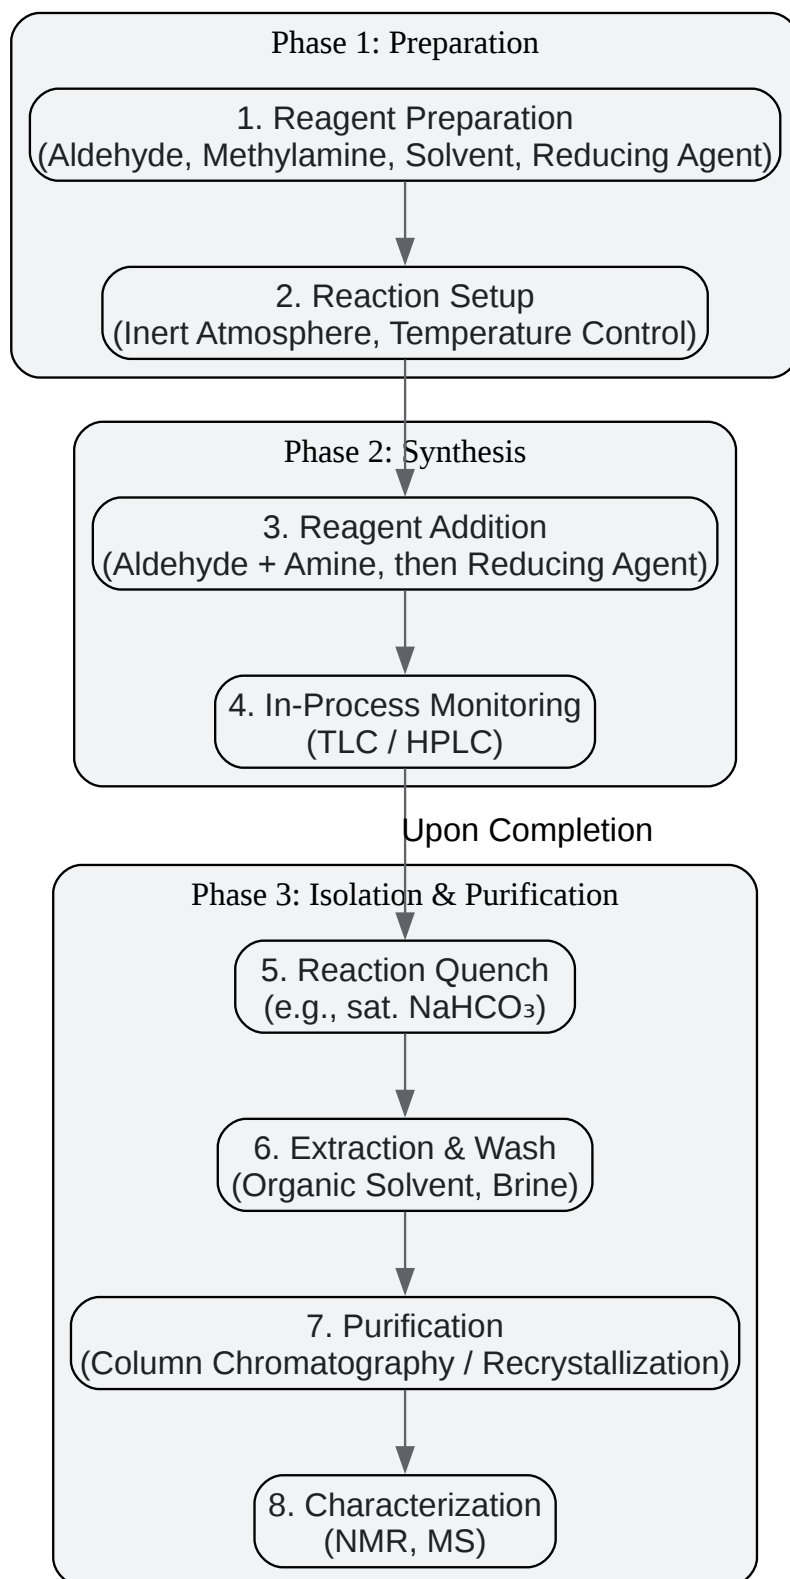 Phase 1: Preparation
1. Reagent Preparation
(Aldehyde, Methylamine, Solvent, Reducing Agent)
2. Reaction Setup
(Inert Atmosphere, Temperature Control)
Phase 2: Synthesis
3. Reagent Addition
(Aldehyde + Amine, then Reducing Agent)
4. In-Process Monitoring
(TLC / HPLC)
Upon Completion
Phase 3: Isolation & Purification
5. Reaction Quench
(e.g., sat. NaHCO₃)
6. Extraction & Wash
(Organic Solvent, Brine)
7. Purification
(Column Chromatography / Recrystallization)
8. Characterization
(NMR, MS)